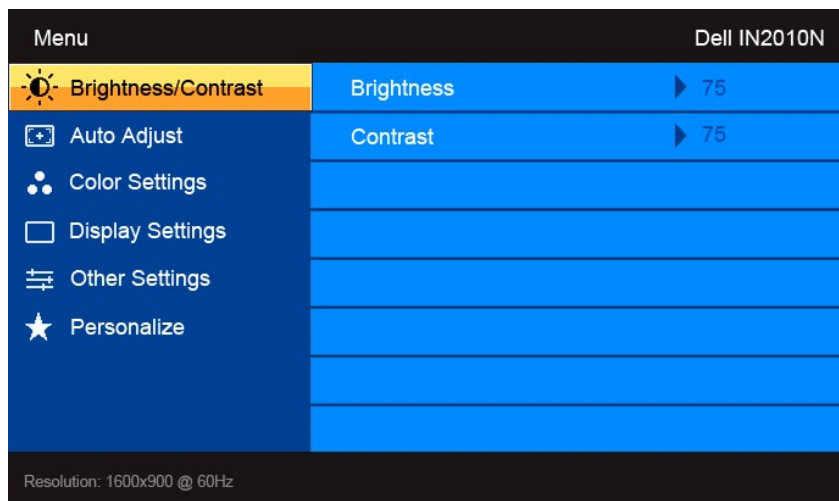 Menu Dell IN2010N
Brightness/Contrast Brightness 75
Auto Adjust Contrast 75
Color Settings
Display Settings
Other Settings
Personalize
Resolution: 1600x900 @ 60Hz